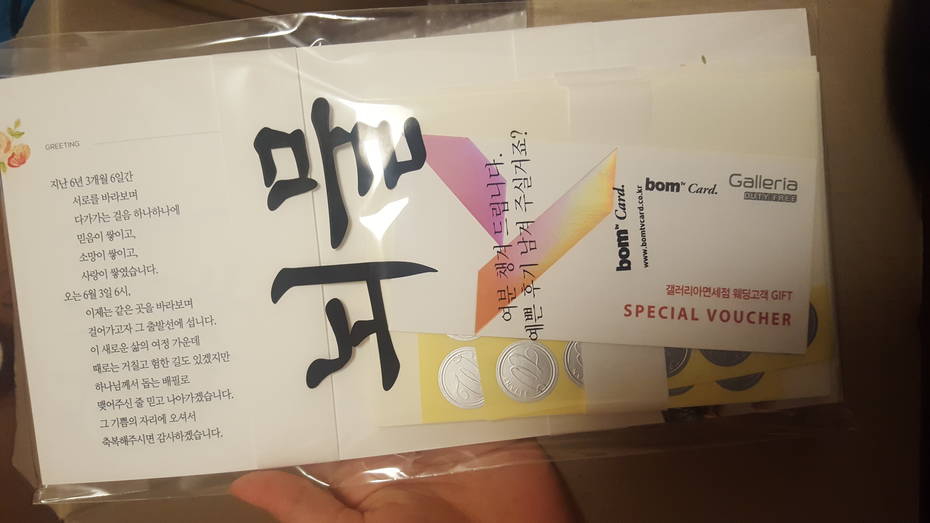 GREETING
지난 6년 3개월 6일간
서로를 바라보며
다가가는 걸음 하나하나에
믿음이 쌓이고,
소망이 쌓이고,
사랑이 쌓였습니다.
오는 6월 3일 6시,
이제는 같은 곳을 바라보며
걸어가고자 그 출발선에 섭니다.
이 새로운 삶의 여정 가운데
때로는 거칠고 험한 길도 있겠지만
하나님께서 돕는 배필로
맺어주신 줄 믿고 나아가겠습니다.
그 기쁨의 자리에 오셔서
축복해주시면 감사하겠습니다.
뇌물
여분 챙겨 드립니다.
예쁜 후기 남겨 주실거죠?
bom tv Card.
www.bomtvcard.co.kr
bom tv Card.
Galleria
DUTY FREE
갤러리아면세점 웨딩고객 GIFT
SPECIAL VOUCHER